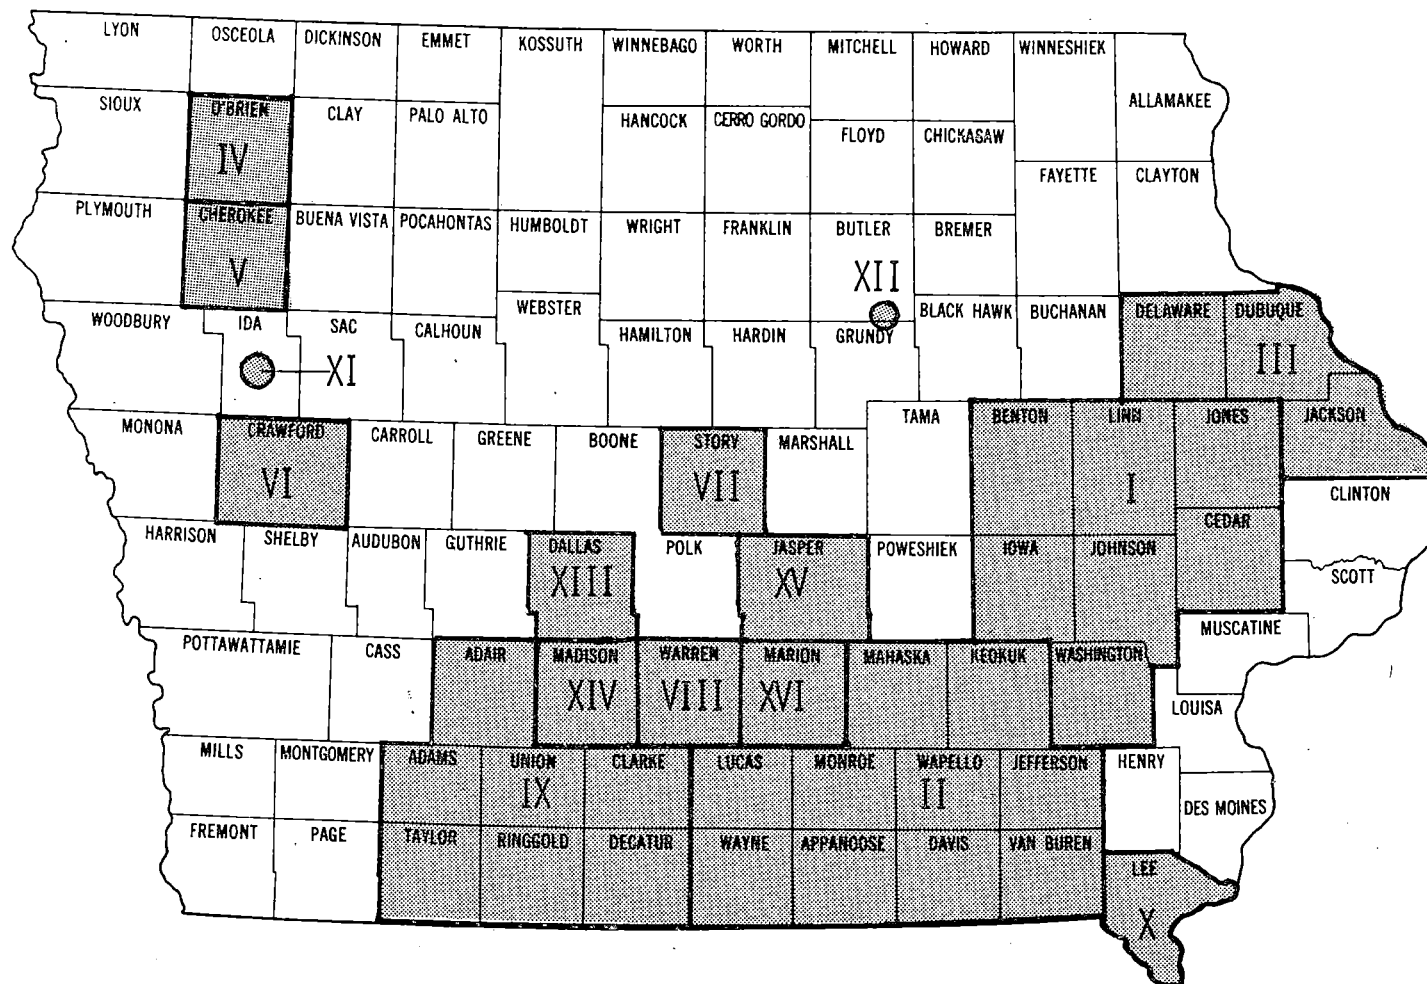 LYON
OSCEOLA
DICKINSON
EMMET
KOSSUTH
WINNEBAGO
WORTH
MITCHELL
HOWARD
WINNESHIEK
ALLAMAKEE
SIOUX
O'BRIEN
CLAY
PALO ALTO
HANCOCK
CERRO GORDO
FLOYD
CHICKASAW
IV
FAYETTE
CLAYTON
PLYMOUTH
CHEROKEE
BUENA VISTA
POCAHONTAS
HUMBOLDT
WRIGHT
FRANKLIN
BUTLER
BREMER
V
XII
WOODBURY
IDA
SAC
CALHOUN
WEBSTER
HAMILTON
HARDIN
GRUNDY
BLACK HAWK
BUCHANAN
DELAWARE
DUBUQUE
XI
III
MONONA
CRAWFORD
CARROLL
GREENE
BOONE
STORY
MARSHALL
TAMA
BENTON
LINN
JONES
JACKSON
VI
VII
I
CLINTON
HARRISON
SHELBY
AUDUBON
GUTHRIE
DALLAS
POLK
JASPER
POWESHIEK
IOWA
JOHNSON
CEDAR
SCOTT
XIII
XV
MUSCATINE
POTTAWATTAMIE
CASS
ADAIR
MADISON
WARREN
MARION
MAHASKA
KEOKUK
WASHINGTON
XIV
VIII
XVI
LOUISA
MILLS
MONTGOMERY
ADAMS
UNION
CLARKE
LUCAS
MONROE
WAPELLO
JEFFERSON
HENRY
IX
II
DES MOINES
FREMONT
PAGE
TAYLOR
RINGGOLD
DECATUR
WAYNE
APPANOOSE
DAVIS
VAN BUREN
LEE
X